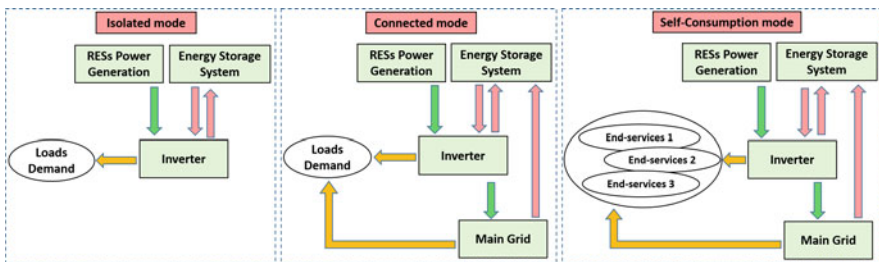 Isolated mode
RESs Power
Generation
Energy Storage
System
Loads
Demand
Inverter
Connected mode
RESs Power
Generation
Energy Storage
System
Loads
Demand
Inverter
Main Grid
Self-Consumption mode
RESs Power
Generation
Energy Storage
System
End-services 1
End-services 2
End-services 3
Inverter
Main Grid